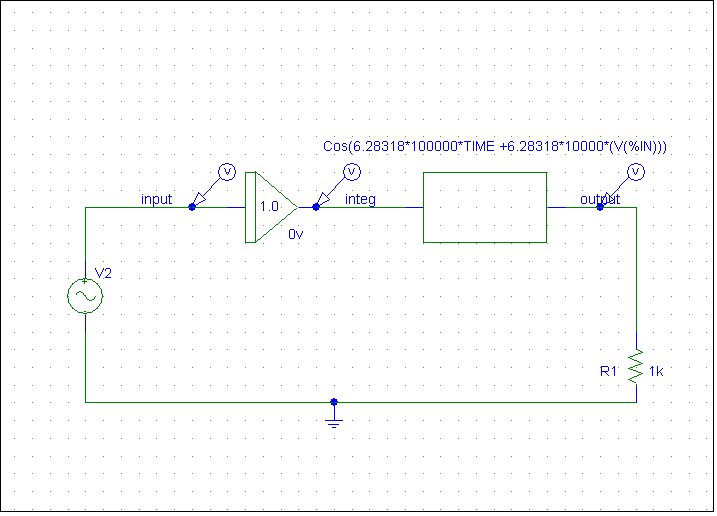 Cos(6.28318*100000*TIME +6.28318*10000*(V(%IN)))
V V V
input 1.0 integ output
0v
V2
R1 1k